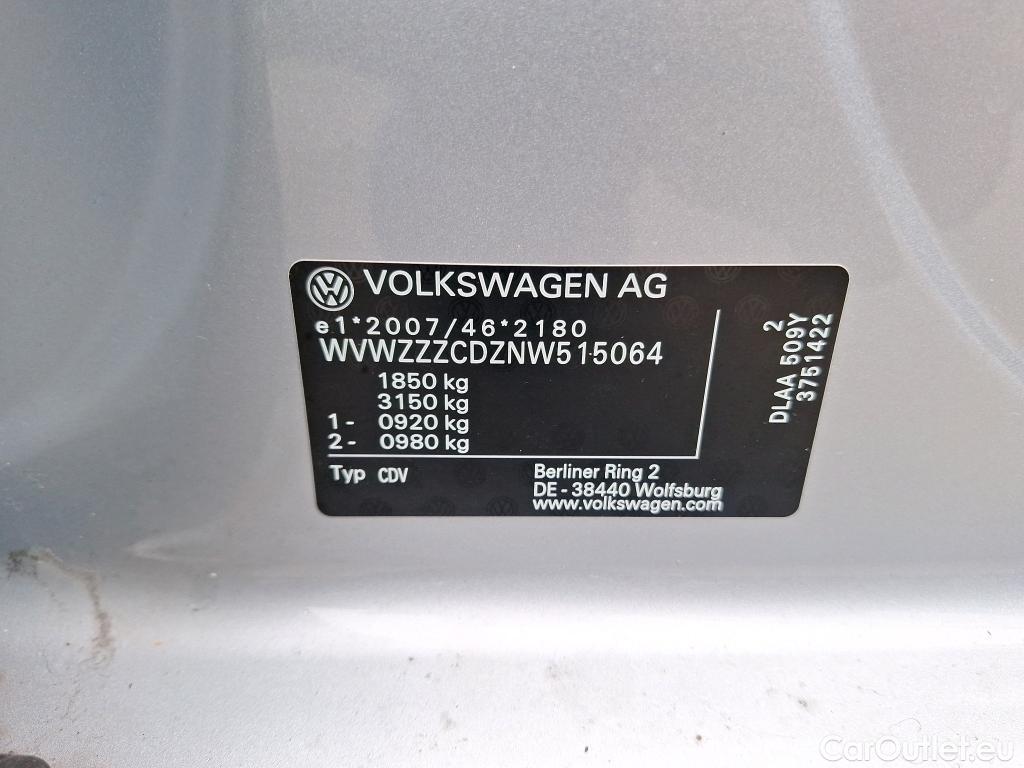 VOLKSWAGEN AG
e1*2007/46*2180
WVWZZZCDZNW515064
1850 kg
3150 kg
1- 0920 kg
2- 0980 kg
Typ CDV
Berliner Ring 2
DE - 38440 Wolfsburg
www.volkswagen.com
2
DLAA 509Y
3751422
CarOutlet.eu